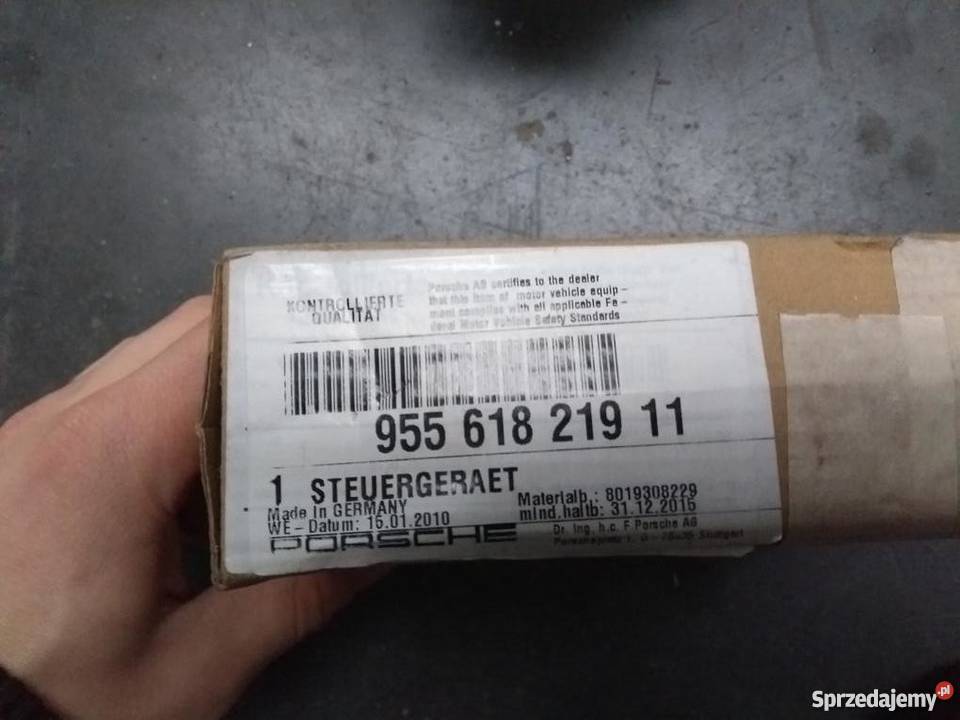 KONTROLLIERTE
QUALITAT
Porsche AG certifies to the dealer
that this item of motor vehicle equip-
ment complies with all applicable Fe-
deral Motor Vehicle Safety Standards
955 618 219 11
1 STEUERGERAET
Made in GERMANY
WE-Datum: 15.01.2010
Materialb.: 8019308229
mind.haltb: 31.12.2015
PORSCHE
Dr. Ing. h.c. F Porsche AG
Stuttgart
Sprzedajemy.pl